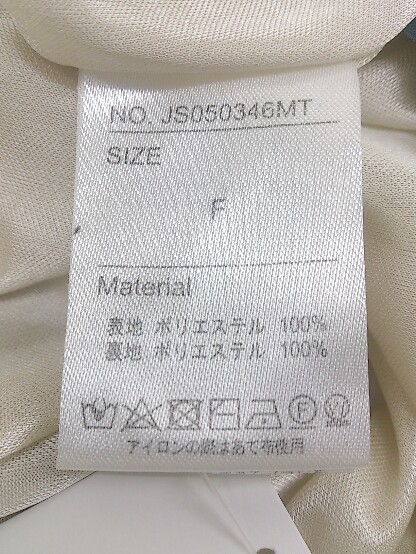 NO. JS050346MT
SIZE
F
Material
表地 ポリエステル 100%
裏地 ポリエステル 100%
F
アイロンの際はあて布使用